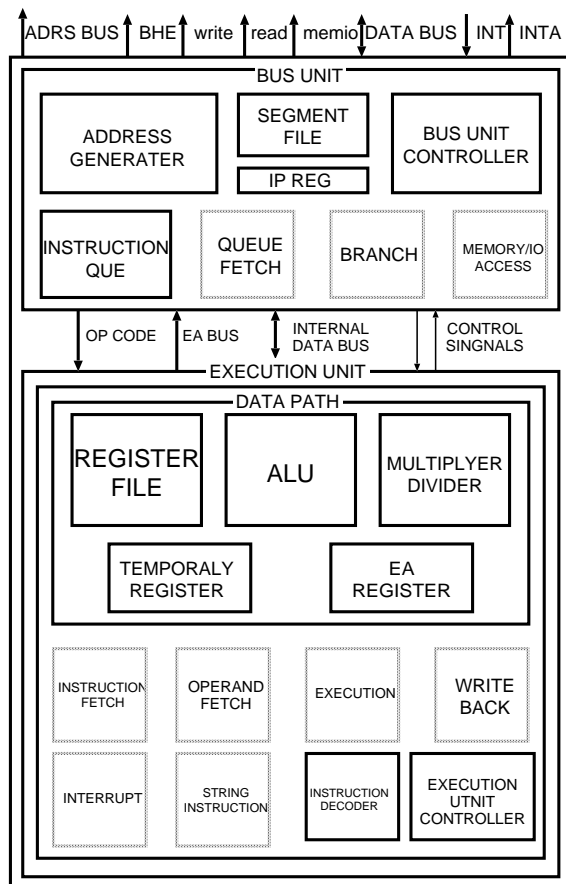 ADRS BUS BHE write read memio DATA BUS INT INTA
BUS UNIT
ADDRESS
GENERATER
SEGMENT
FILE
IP REG
BUS UNIT
CONTROLLER
INSTRUCTION
QUE
QUEUE
FETCH
BRANCH
MEMORY/IO
ACCESS
OP CODE
EA BUS
INTERNAL
DATA BUS
CONTROL
SINGNALS
EXECUTION UNIT
DATA PATH
REGISTER
FILE
ALU
MULTIPLYER
DIVIDER
TEMPORALY
REGISTER
EA
REGISTER
INSTRUCTION
FETCH
OPERAND
FETCH
EXECUTION
WRITE
BACK
INTERRUPT
STRING
INSTRUCTION
INSTRUCTION
DECODER
EXECUTION
UTNIT
CONTROLLER